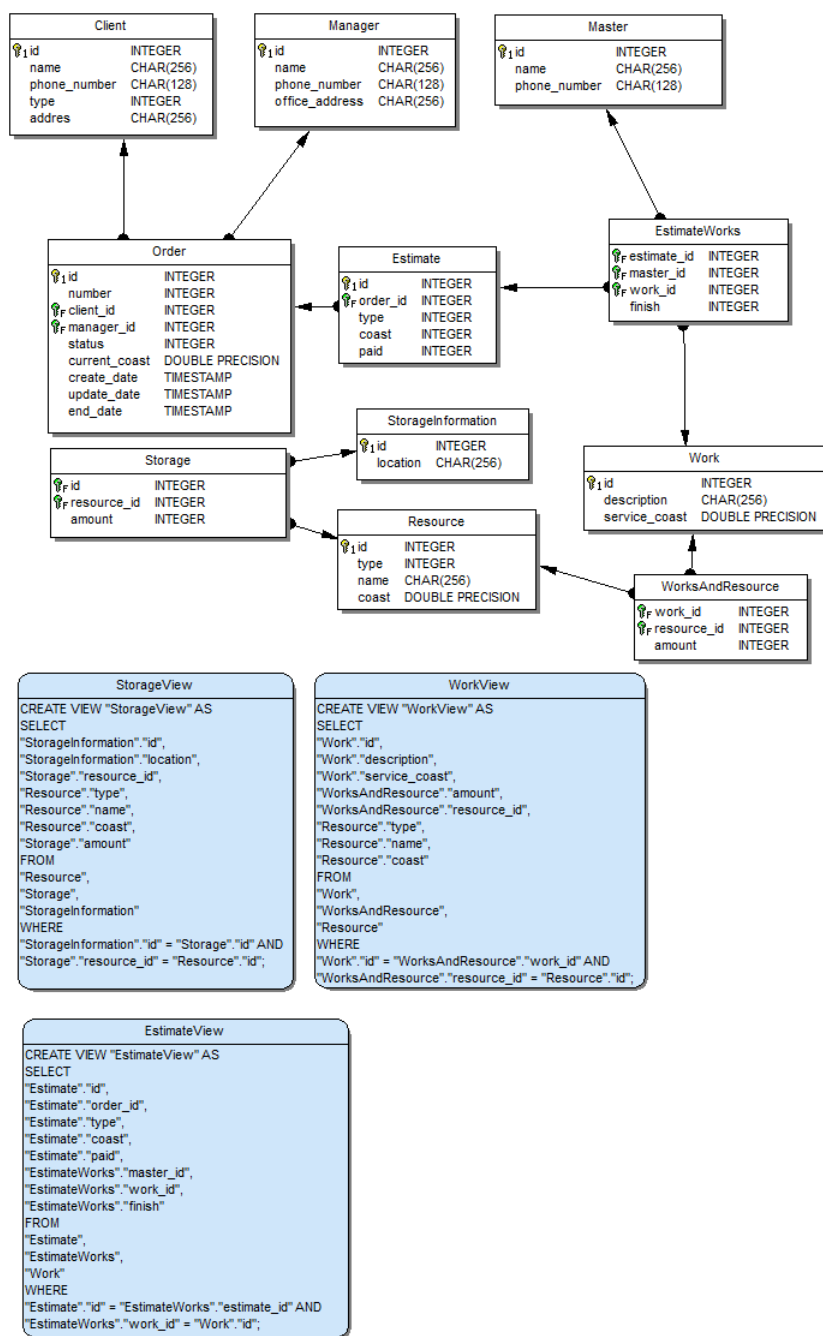 Client
id INTEGER
name CHAR(256)
phone_number CHAR(128)
type INTEGER
addres CHAR(256)
Manager
id INTEGER
name CHAR(256)
phone_number CHAR(128)
office_address CHAR(256)
Master
id INTEGER
name CHAR(256)
phone_number CHAR(128)
Order
id INTEGER
number INTEGER
client_id INTEGER
manager_id INTEGER
status INTEGER
current_coast DOUBLE PRECISION
create_date TIMESTAMP
update_date TIMESTAMP
end_date TIMESTAMP
Estimate
id INTEGER
order_id INTEGER
type INTEGER
coast INTEGER
paid INTEGER
EstimateWorks
estimate_id INTEGER
master_id INTEGER
work_id INTEGER
finish INTEGER
StorageInformation
id INTEGER
location CHAR(256)
Storage
id INTEGER
resource_id INTEGER
amount INTEGER
Resource
id INTEGER
type INTEGER
name CHAR(256)
coast DOUBLE PRECISION
Work
id INTEGER
description CHAR(256)
service_coast DOUBLE PRECISION
WorksAndResource
work_id INTEGER
resource_id INTEGER
amount INTEGER
StorageView
CREATE VIEW "StorageView" AS
SELECT
"StorageInformation"."id",
"StorageInformation"."location",
"Storage"."resource_id",
"Resource"."type",
"Resource"."name",
"Resource"."coast",
"Storage"."amount"
FROM
"Resource",
"Storage",
"StorageInformation"
WHERE
"StorageInformation"."id" = "Storage"."id" AND
"Storage"."resource_id" = "Resource"."id";
WorkView
CREATE VIEW "WorkView" AS
SELECT
"Work"."id",
"Work"."description",
"Work"."service_coast",
"WorksAndResource"."amount",
"WorksAndResource"."resource_id",
"Resource"."type",
"Resource"."name",
"Resource"."coast"
FROM
"Work",
"WorksAndResource",
"Resource"
WHERE
"Work"."id" = "WorksAndResource"."work_id" AND
"WorksAndResource"."resource_id" = "Resource"."id";
EstimateView
CREATE VIEW "EstimateView" AS
SELECT
"Estimate"."id",
"Estimate"."order_id",
"Estimate"."type",
"Estimate"."coast",
"Estimate"."paid",
"EstimateWorks"."master_id",
"EstimateWorks"."work_id",
"EstimateWorks"."finish"
FROM
"Estimate",
"EstimateWorks",
"Work"
WHERE
"Estimate"."id" = "EstimateWorks"."estimate_id" AND
"EstimateWorks"."work_id" = "Work"."id";